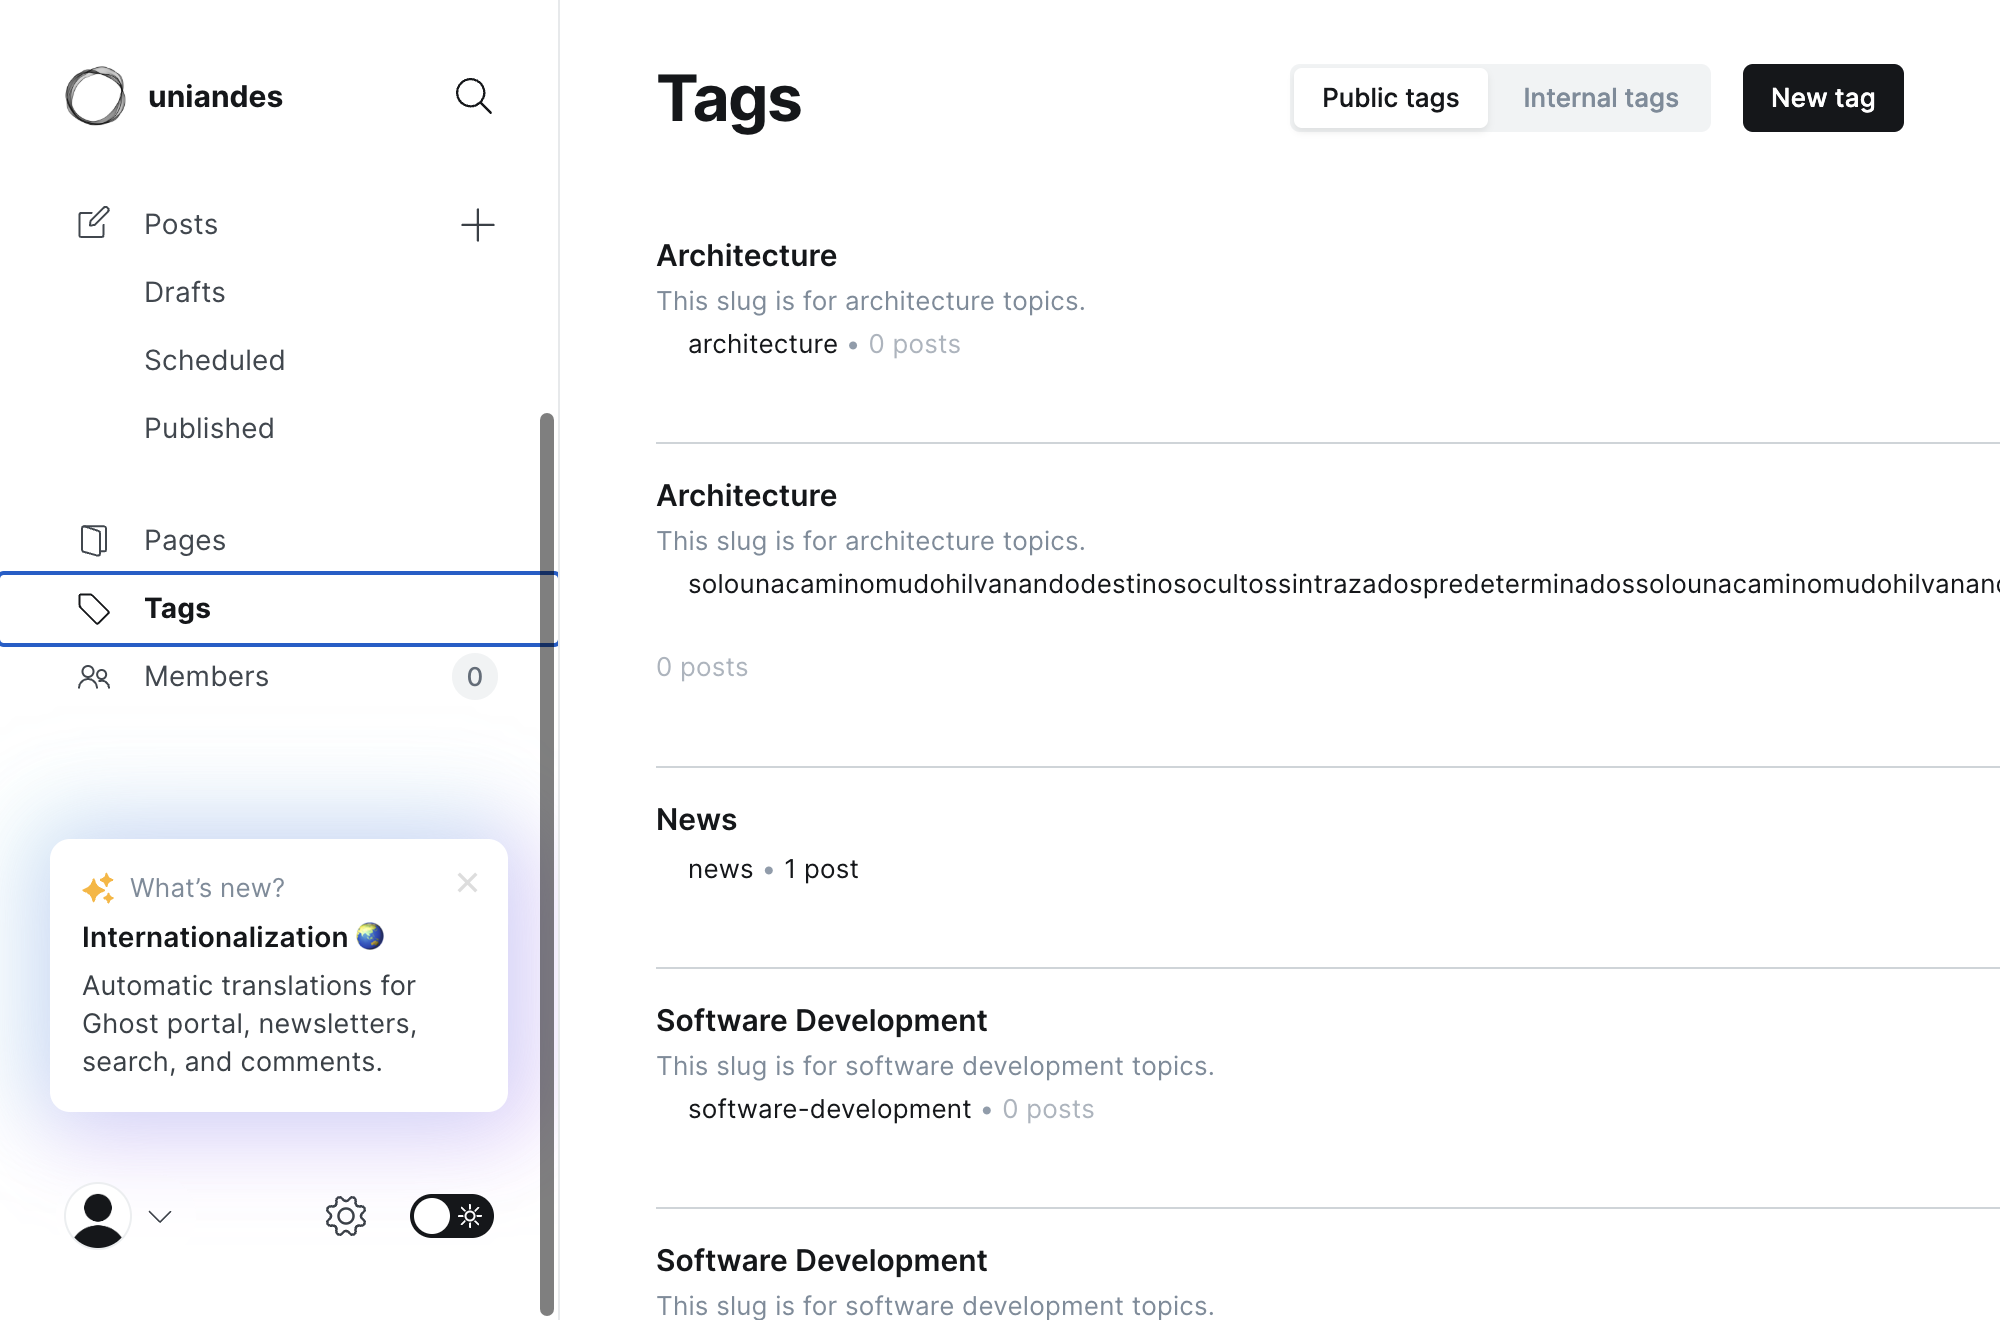 uniandes
Posts
Drafts
Scheduled
Published
Pages
Tags
Members
0
What's new?
Internationalization
Automatic translations for
Ghost portal, newsletters,
search, and comments.
Tags
Public tags
Internal tags
New tag
Architecture
This slug is for architecture topics.
architecture • 0 posts
Architecture
This slug is for architecture topics.
solounacaminomudohilvanandodestinosocultossintrazadospredeterminadossolounacaminomudohilvanando
0 posts
News
news • 1 post
Software Development
This slug is for software development topics.
software-development • 0 posts
Software Development
This slug is for software development topics.